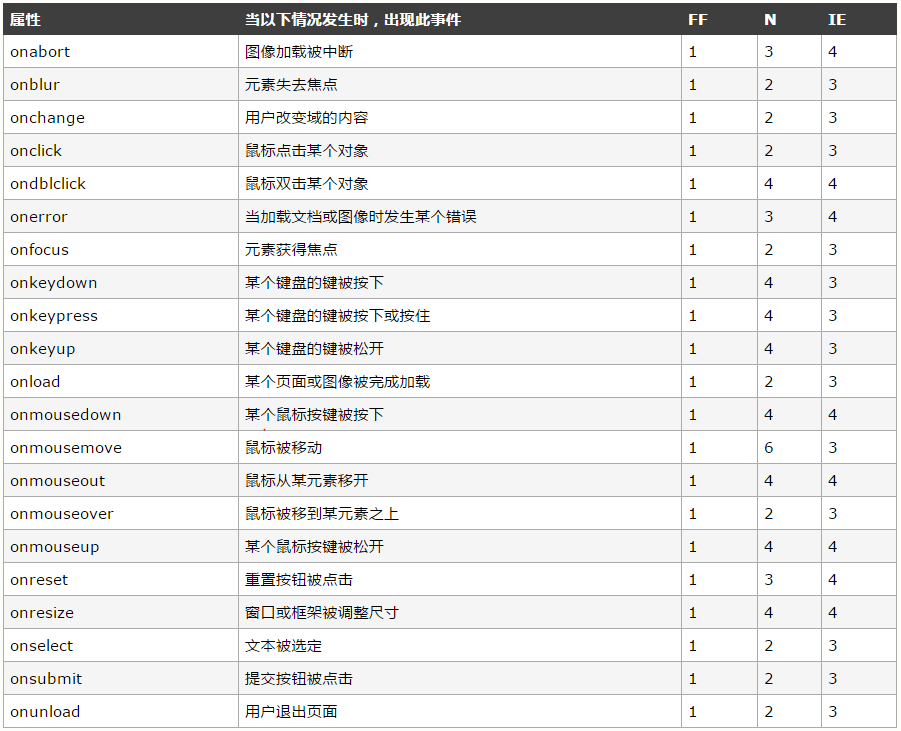 属性 当以下情况发生时，出现此事件 FF N IE
onabort 图像加载被中断 1 3 4
onblur 元素失去焦点 1 2 3
onchange 用户改变域的内容 1 2 3
onclick 鼠标点击某个对象 1 2 3
ondblclick 鼠标双击某个对象 1 4 4
onerror 当加载文档或图像时发生某个错误 1 3 4
onfocus 元素获得焦点 1 2 3
onkeydown 某个键盘的键被按下 1 4 3
onkeypress 某个键盘的键被按下或按住 1 4 3
onkeyup 某个键盘的键被松开 1 4 3
onload 某个页面或图像被完成加载 1 2 3
onmousedown 某个鼠标按键被按下 1 4 4
onmousemove 鼠标被移动 1 6 3
onmouseout 鼠标从某元素移开 1 4 4
onmouseover 鼠标被移到某元素之上 1 2 3
onmouseup 某个鼠标按键被松开 1 4 4
onreset 重置按钮被点击 1 3 4
onresize 窗口或框架被调整尺寸 1 4 4
onselect 文本被选定 1 2 3
onsubmit 提交按钮被点击 1 2 3
onunload 用户退出页面 1 2 3